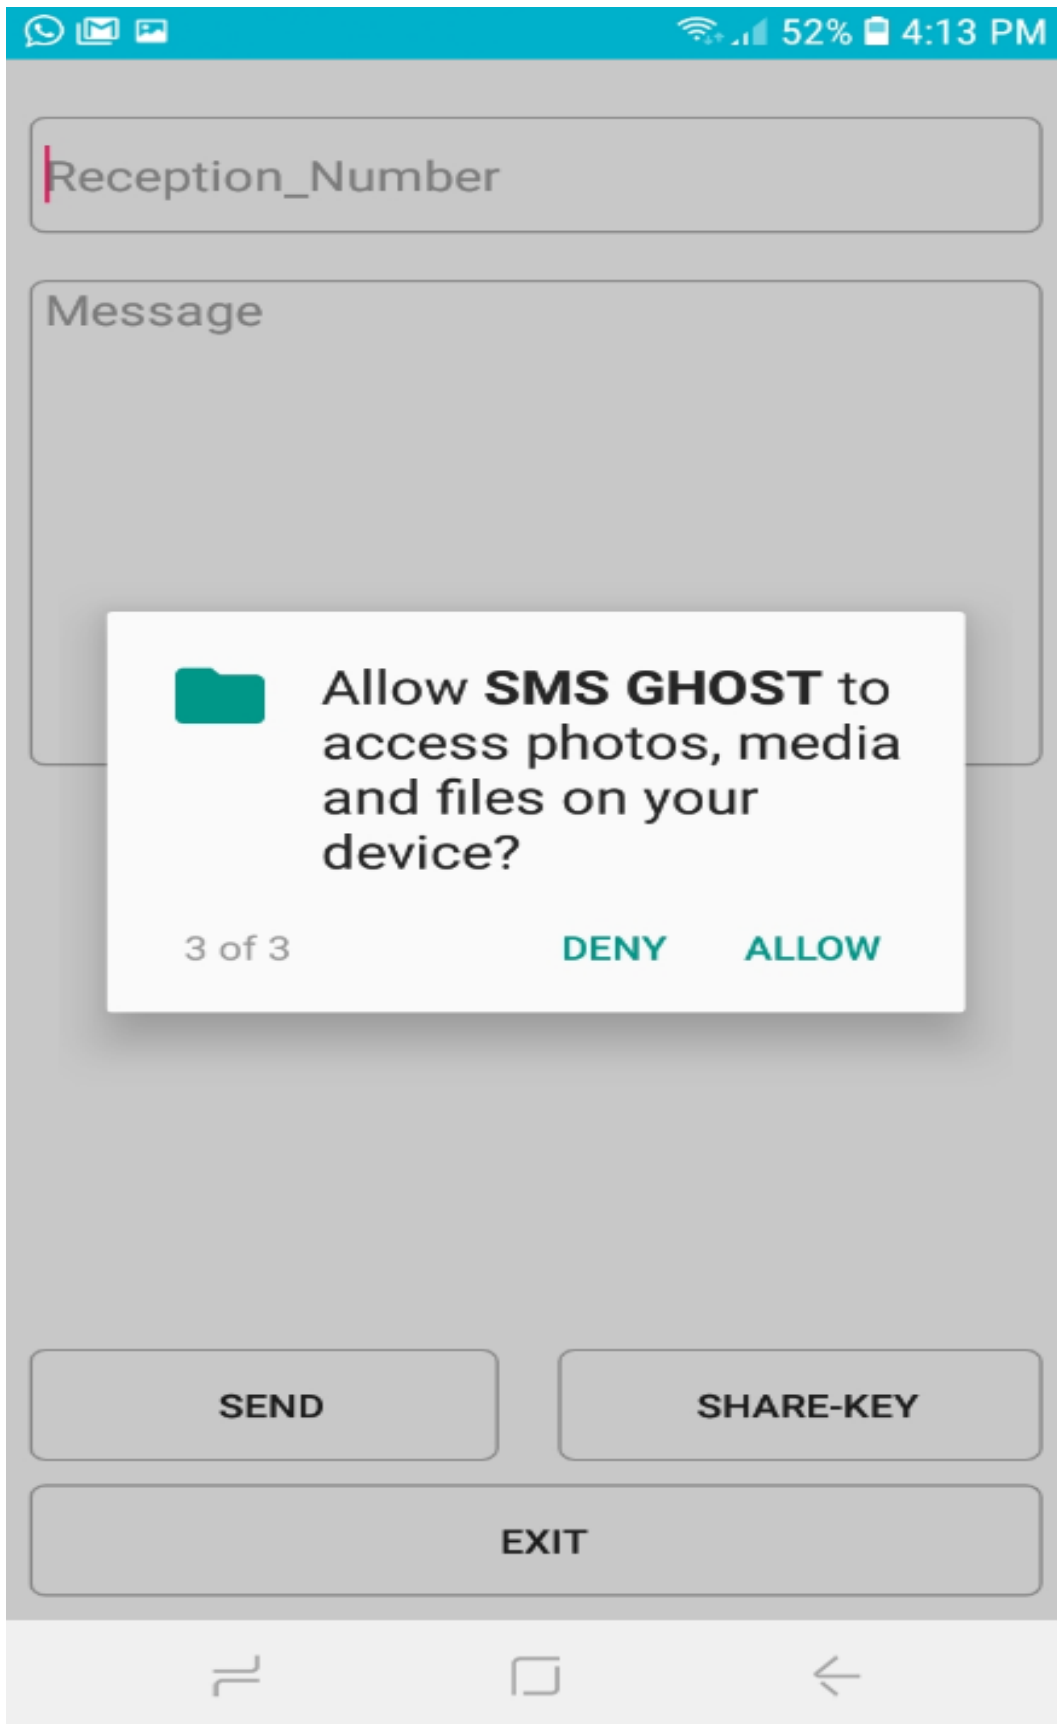 52% 4:13 PM
Reception_Number
Message
Allow SMS GHOST to
access photos, media
and files on your
device?
3 of 3 DENY ALLOW
SEND SHARE-KEY
EXIT